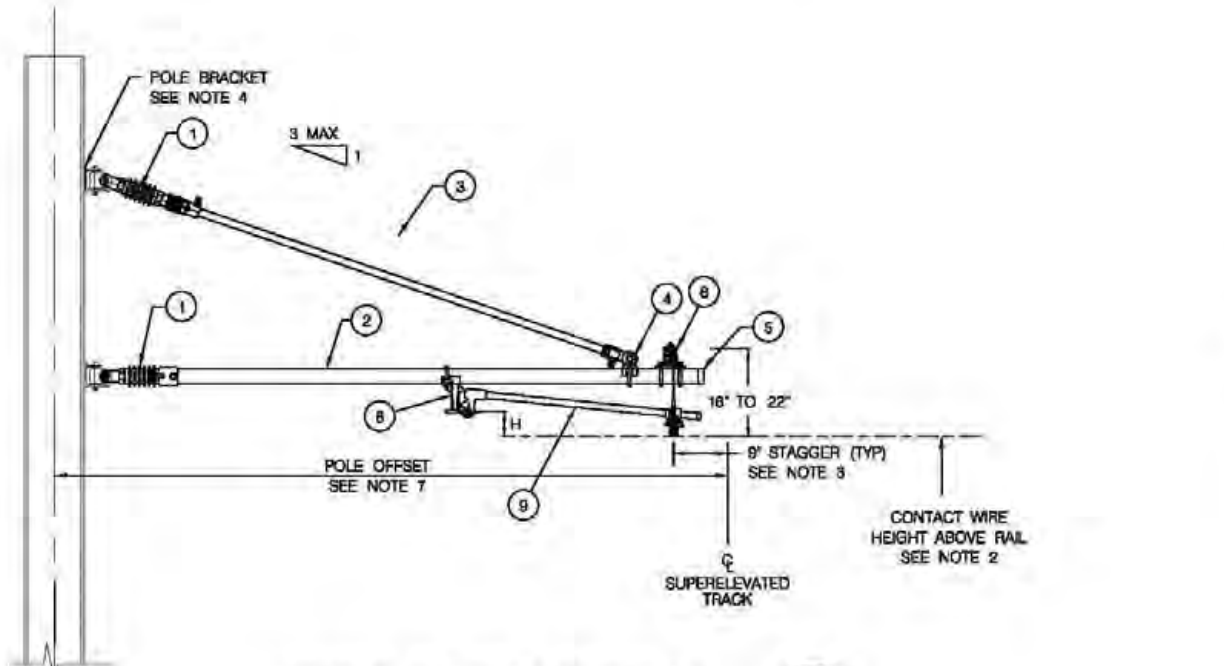 POLE BRACKET
SEE NOTE 4
1
3 MAX
1
3
4
6
5
1
2
16" TO 22"
8
H
9" STAGGER (TYP)
SEE NOTE 3
POLE OFFSET
SEE NOTE 7
9
CONTACT WIRE
HEIGHT ABOVE RAIL
SEE NOTE 2
℄
SUPERELEVATED
TRACK